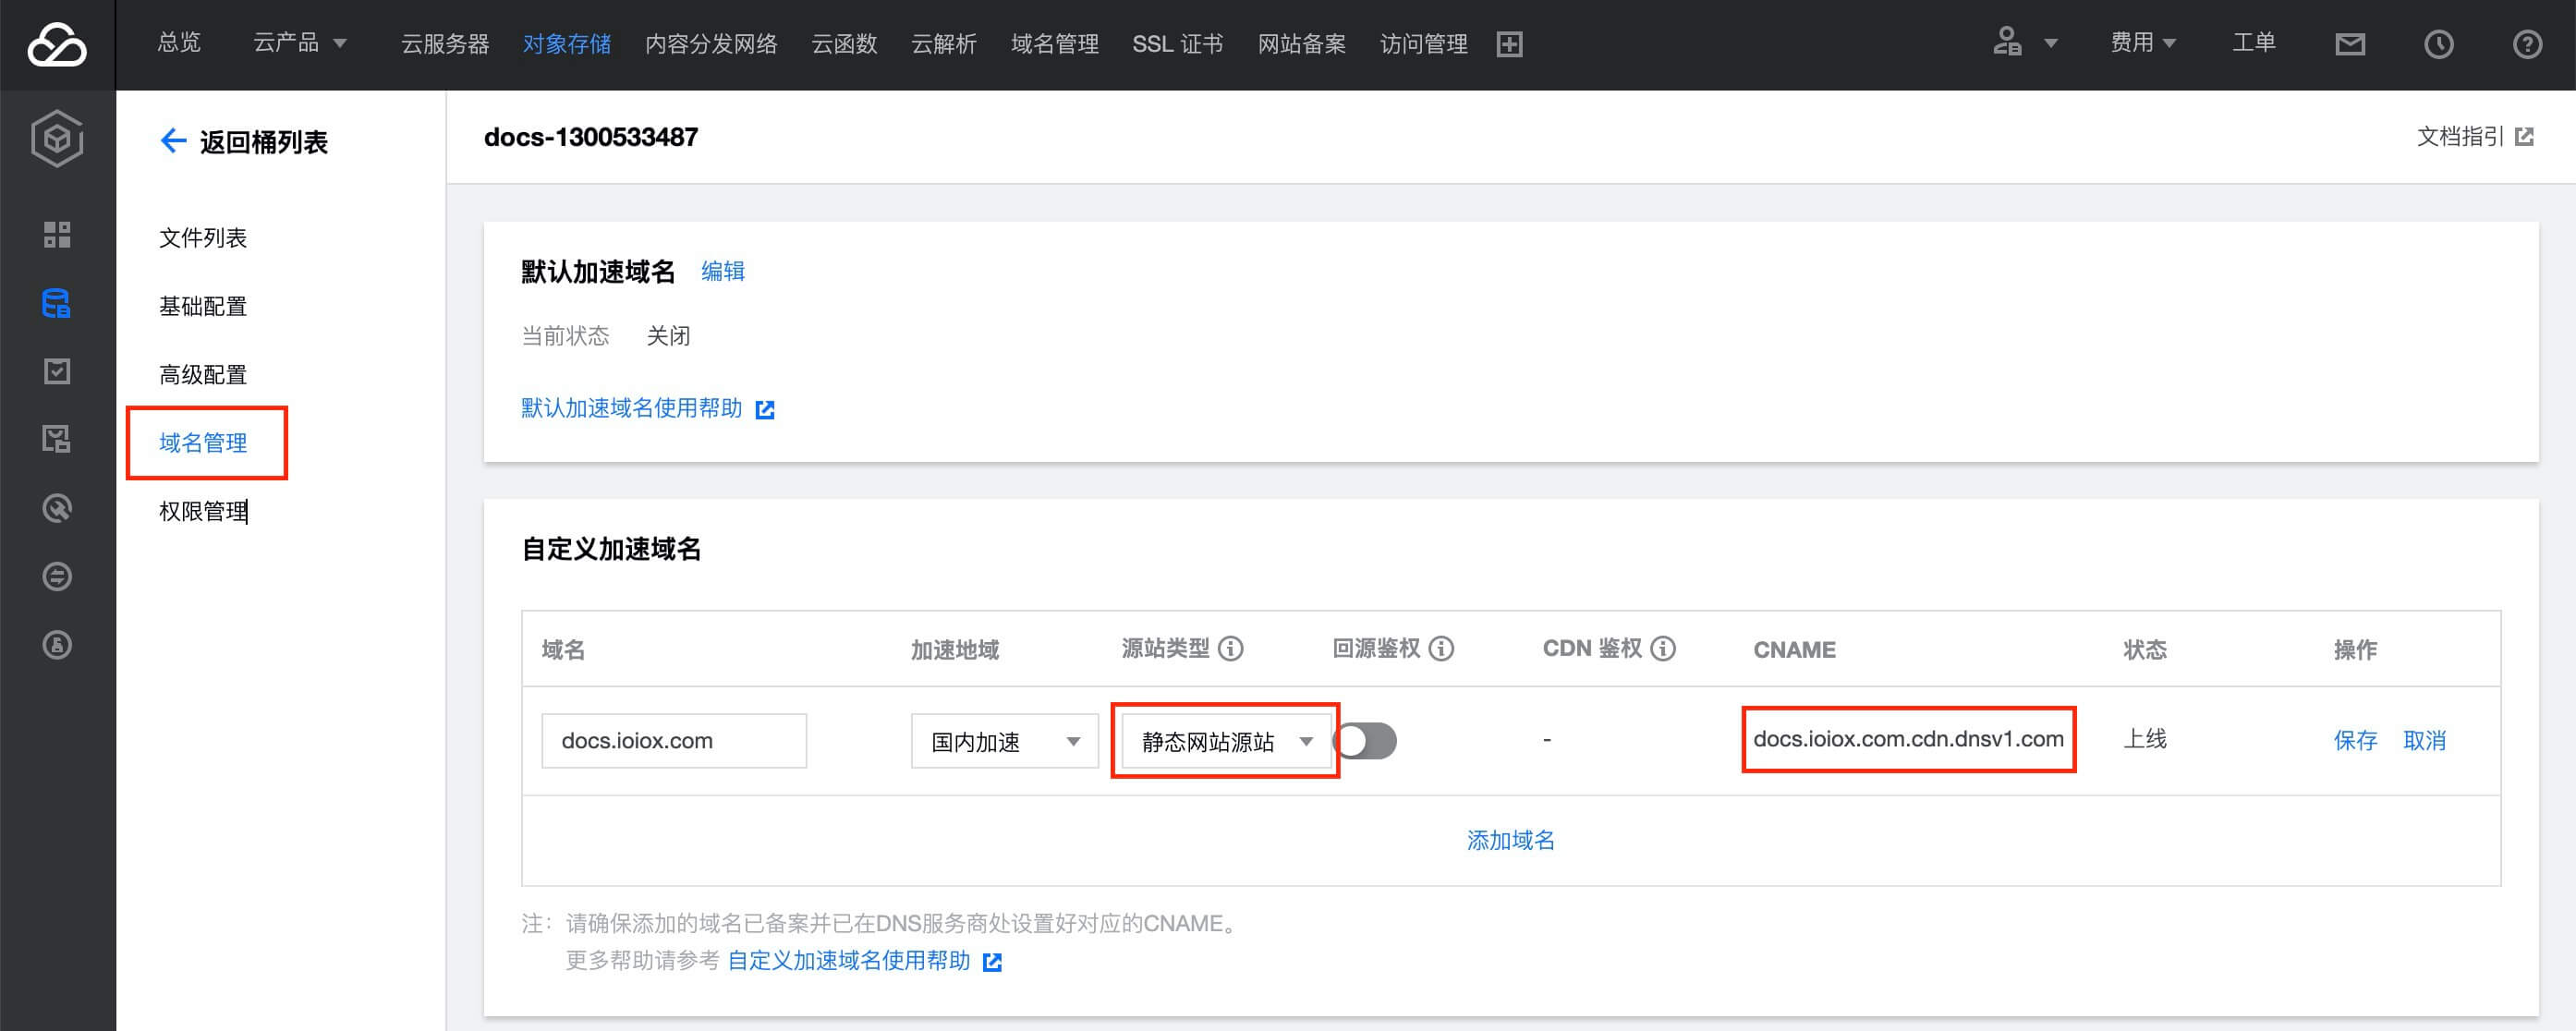 总览 云产品 云服务器 对象存储 内容分发网络 云函数 云解析 域名管理 SSL 证书 网站备案 访问管理 费用 工单
返回桶列表
文件列表
基础配置
高级配置
域名管理
权限管理
docs-1300533487 文档指引
默认加速域名 编辑
当前状态 关闭
默认加速域名使用帮助
自定义加速域名
域名 加速地域 源站类型 回源鉴权 CDN 鉴权 CNAME 状态 操作
docs.ioiox.com 国内加速 静态网站源站 - docs.ioiox.com.cdn.dnsv1.com 上线 保存 取消
添加域名
注：请确保添加的域名已备案并已在DNS服务商处设置好对应的CNAME。
更多帮助请参考 自定义加速域名使用帮助